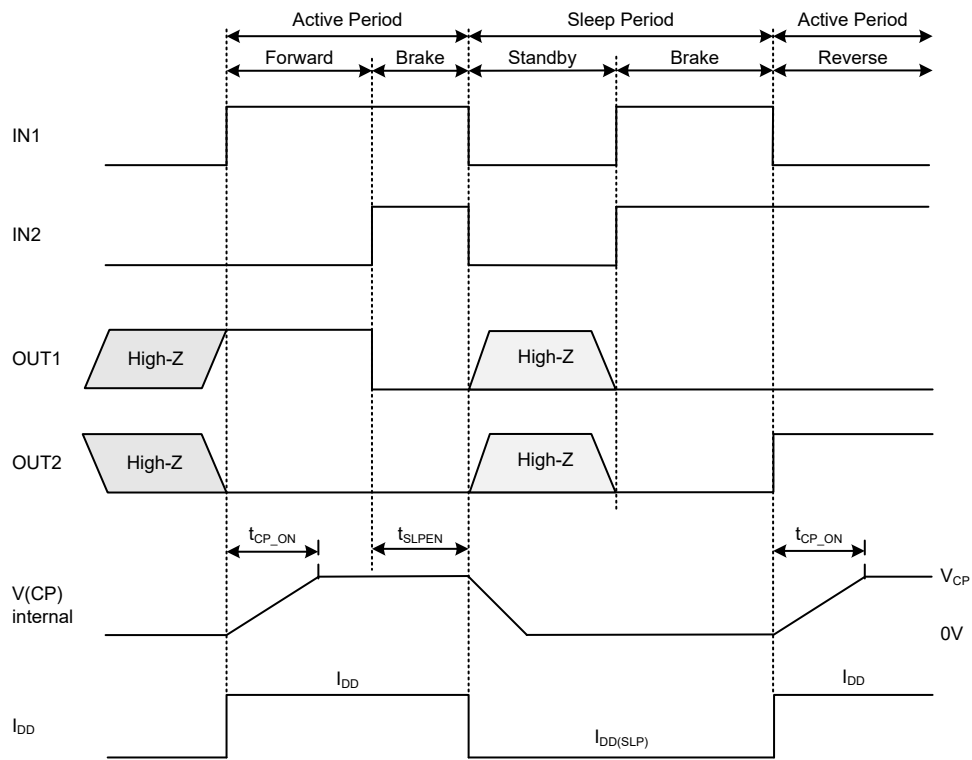 Active Period Sleep Period Active Period
Forward Brake Standby Brake Reverse
IN1
IN2
OUT1 High-Z High-Z
OUT2 High-Z High-Z
tCP_ON tSLPEN tCP_ON
V(CP)
internal
VCP
0V
IDD IDD
IDD IDD(SLP)